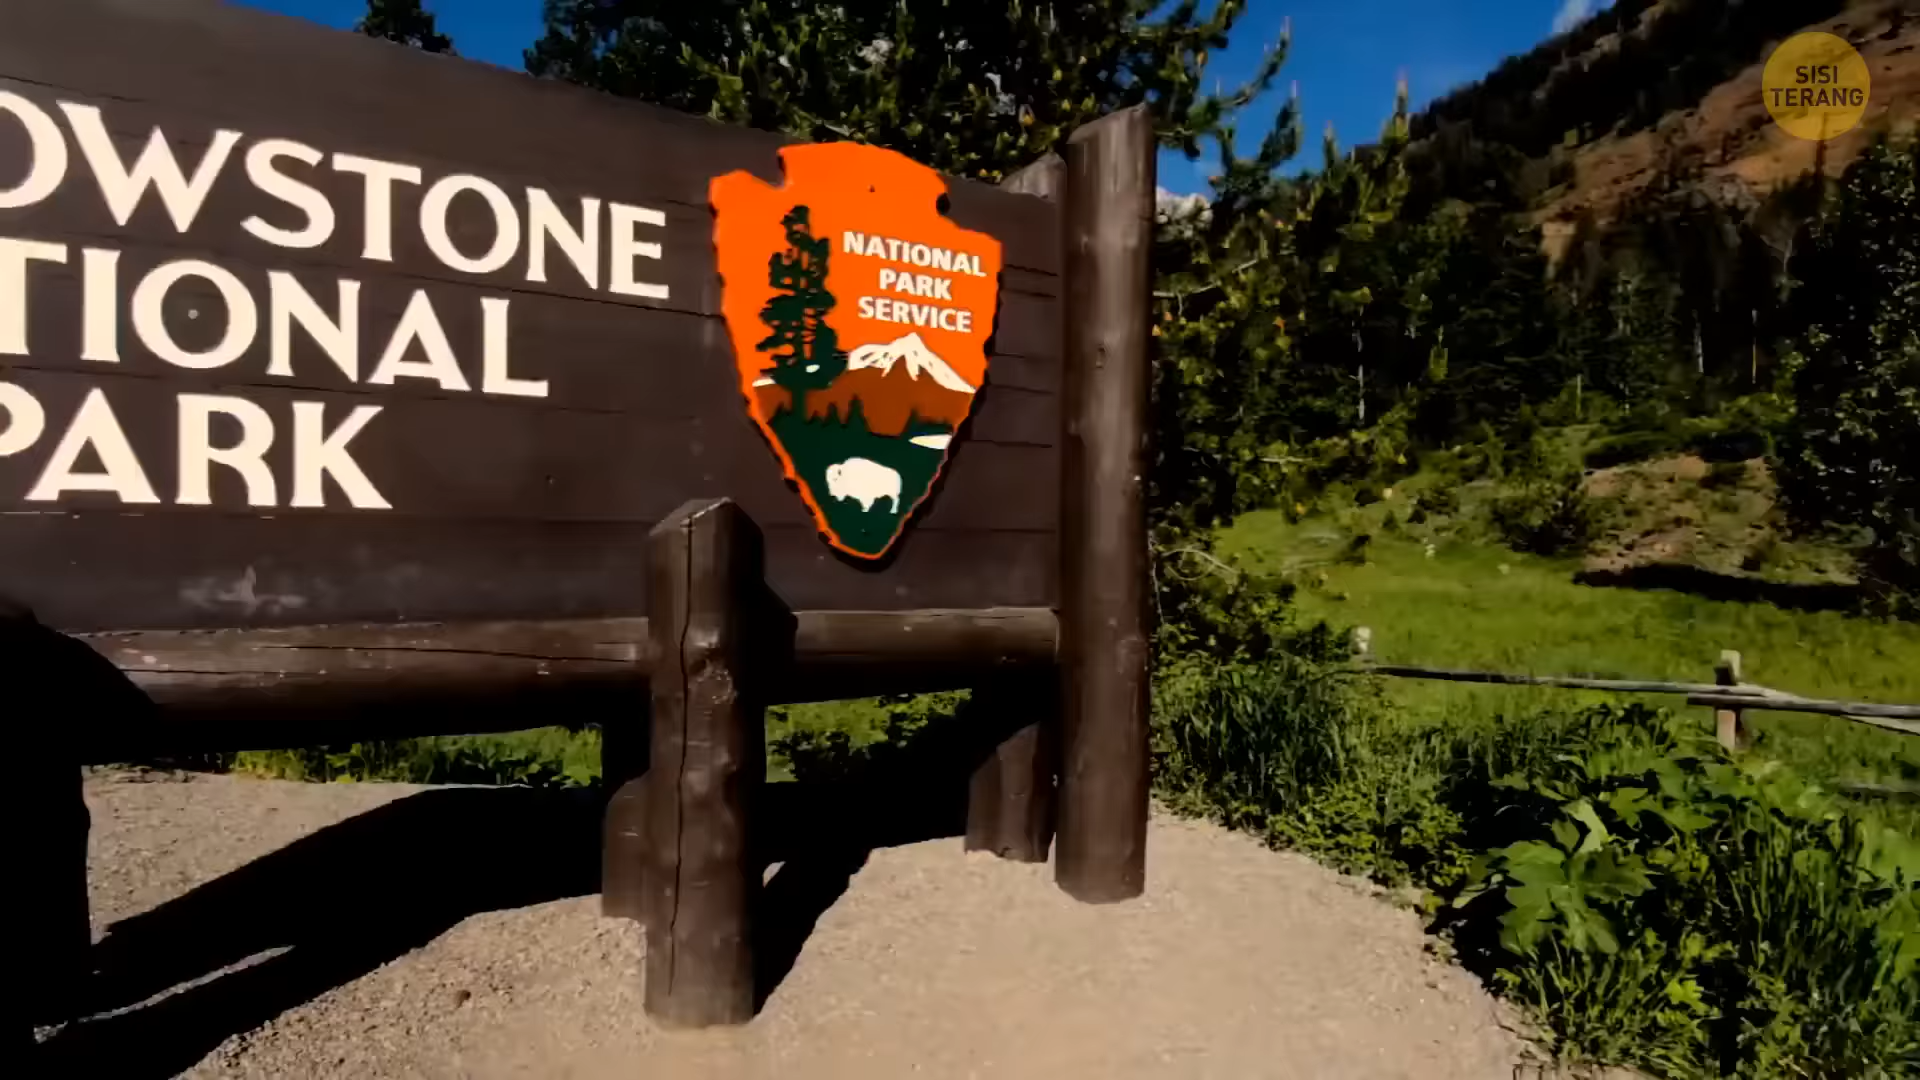 OWSTONE
TIONAL
PARK
NATIONAL
PARK
SERVICE
SISI
TERANG